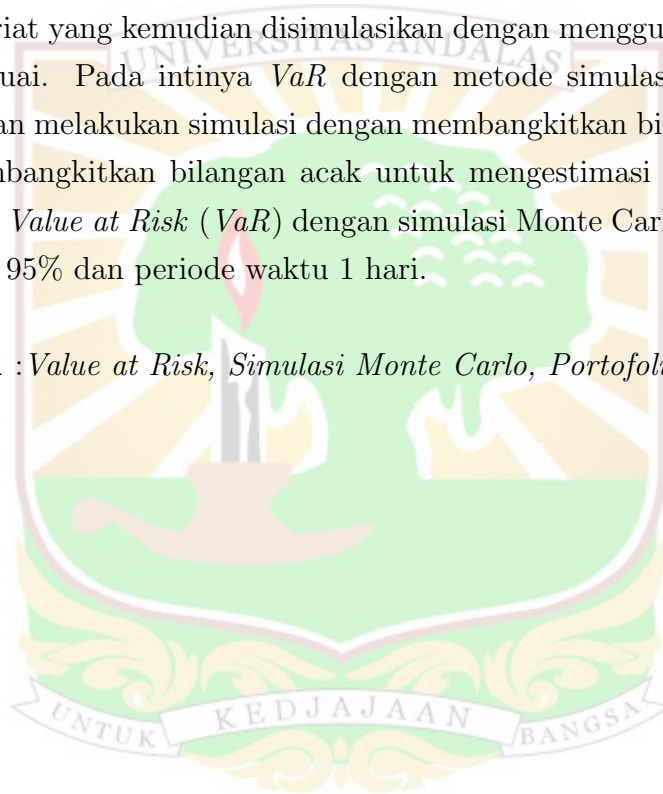 riat yang kemudian disimulasikan dengan menggu
UNIVERSITAS ANDALAS
uai. Pada intinya VaR dengan metode simulas
an melakukan simulasi dengan membangkitkan bi
nbangkitkan bilangan acak untuk mengestimasi
Value at Risk (VaR) dengan simulasi Monte Carl
95% dan periode waktu 1 hari.
: Value at Risk, Simulasi Monte Carlo, Portofoli
UNTUK KEDJAJAAN BANGSA